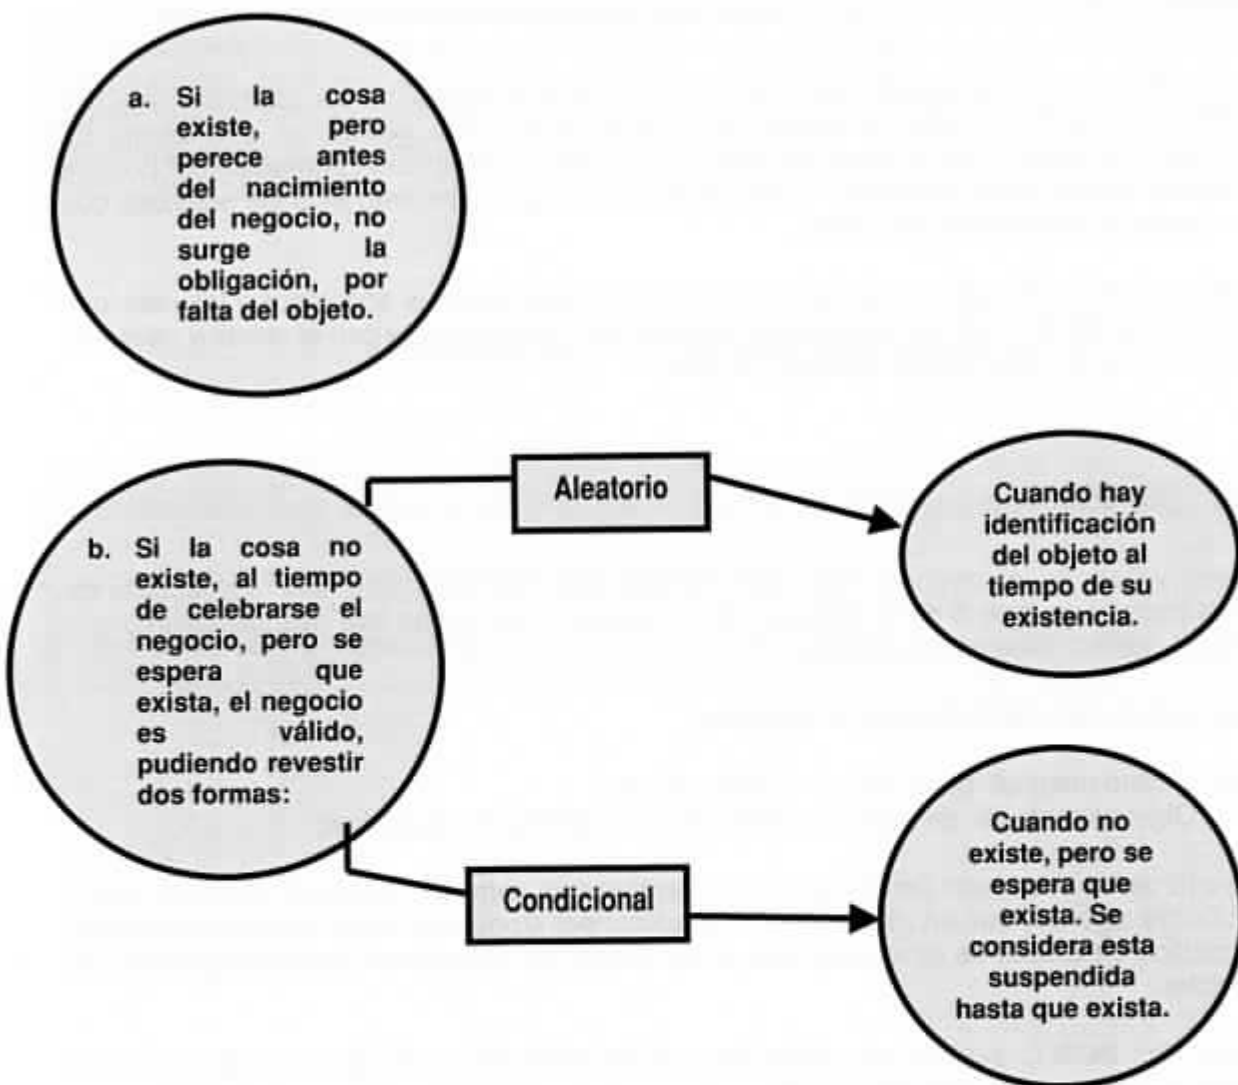 a. Si la cosa
existe, pero
perece antes
del nacimiento
del negocio, no
surge la
obligación, por
falta del objeto.
Aleatorio
Cuando hay
identificación
del objeto al
tiempo de su
existencia.
b. Si la cosa no
existe, al tiempo
de celebrarse el
negocio, pero se
espera que
exista, el negocio
es válido,
pudiendo revestir
dos formas:
Condicional
Cuando no
existe, pero se
espera que
exista. Se
considera esta
suspendida
hasta que exista.